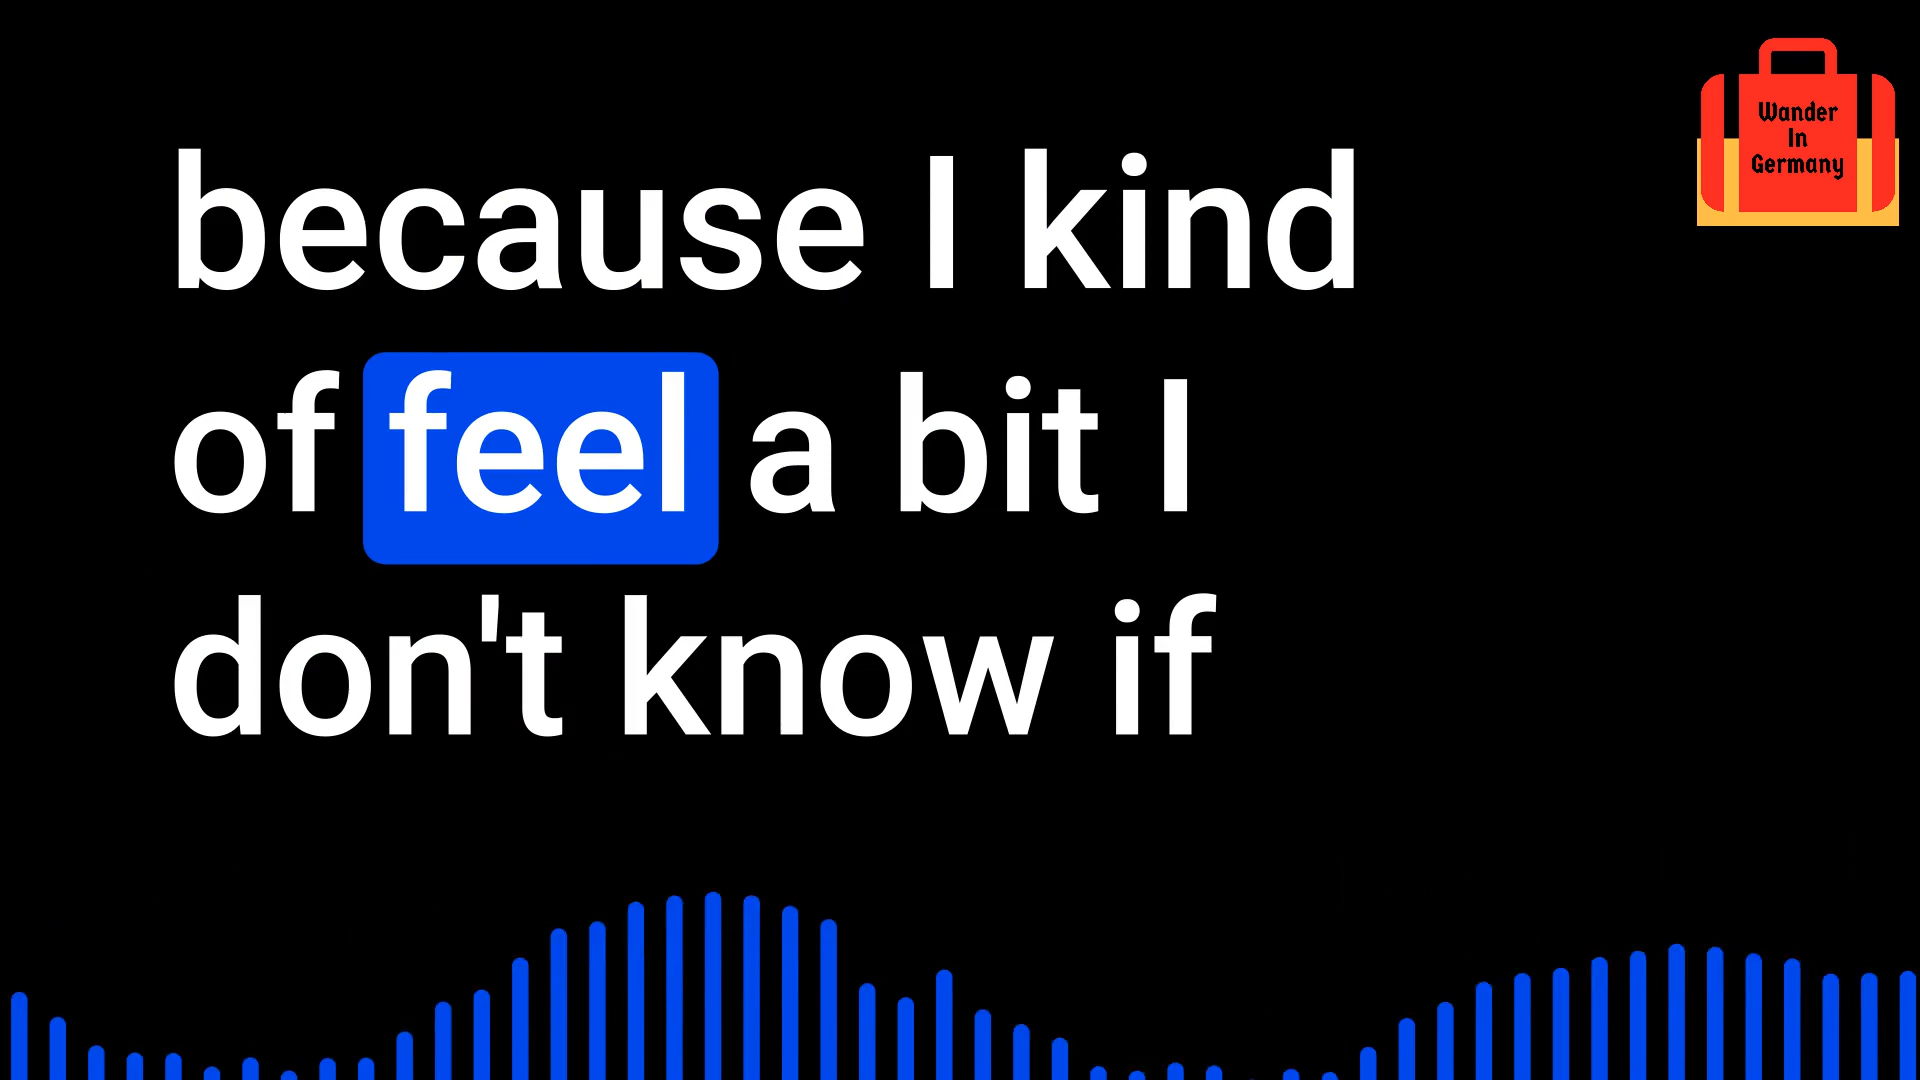 because I kind
of feel a bit I
don't know if
Wander
In
Germany